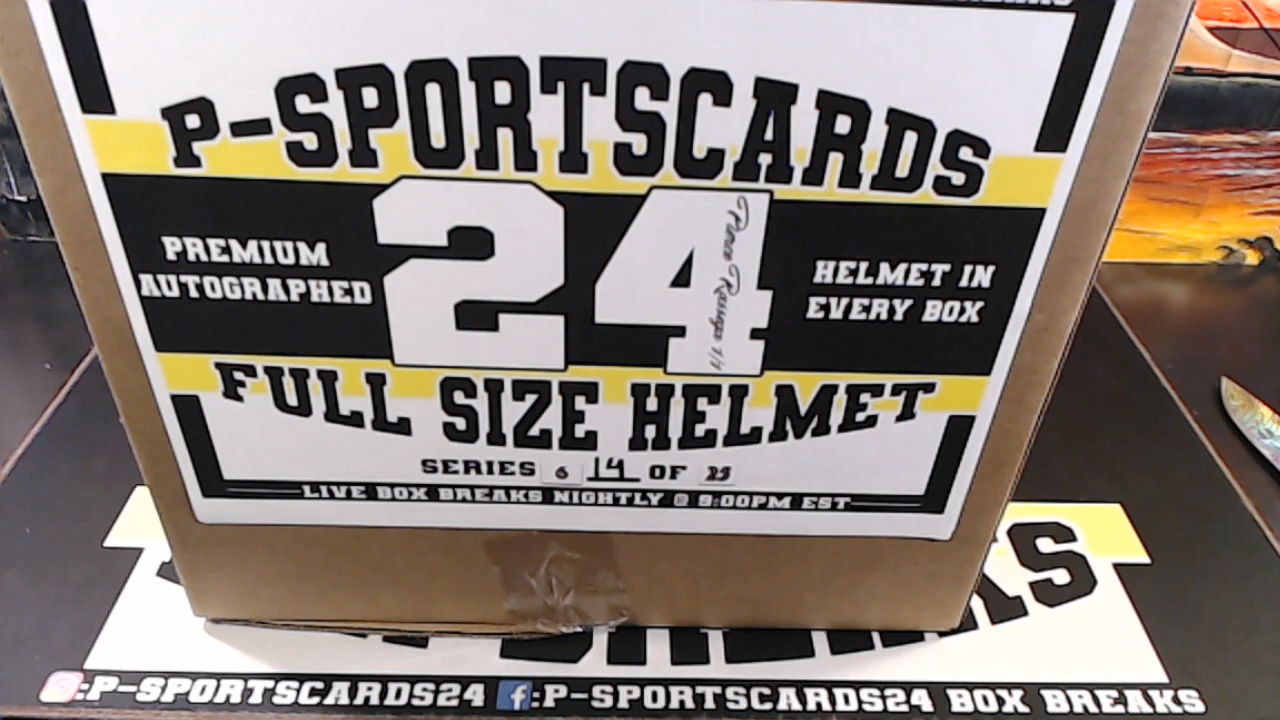 P-SPORTSCARDS
24
PREMIUM
AUTOGRAPHED
HELMET IN
EVERY BOX
FULL SIZE HELMET
SERIES 6 14 OF 25
LIVE BOX BREAKS NIGHTLY @ 9:00PM EST
:P-SPORTSCARDS24 :P-SPORTSCARDS24 BOX BREAKS